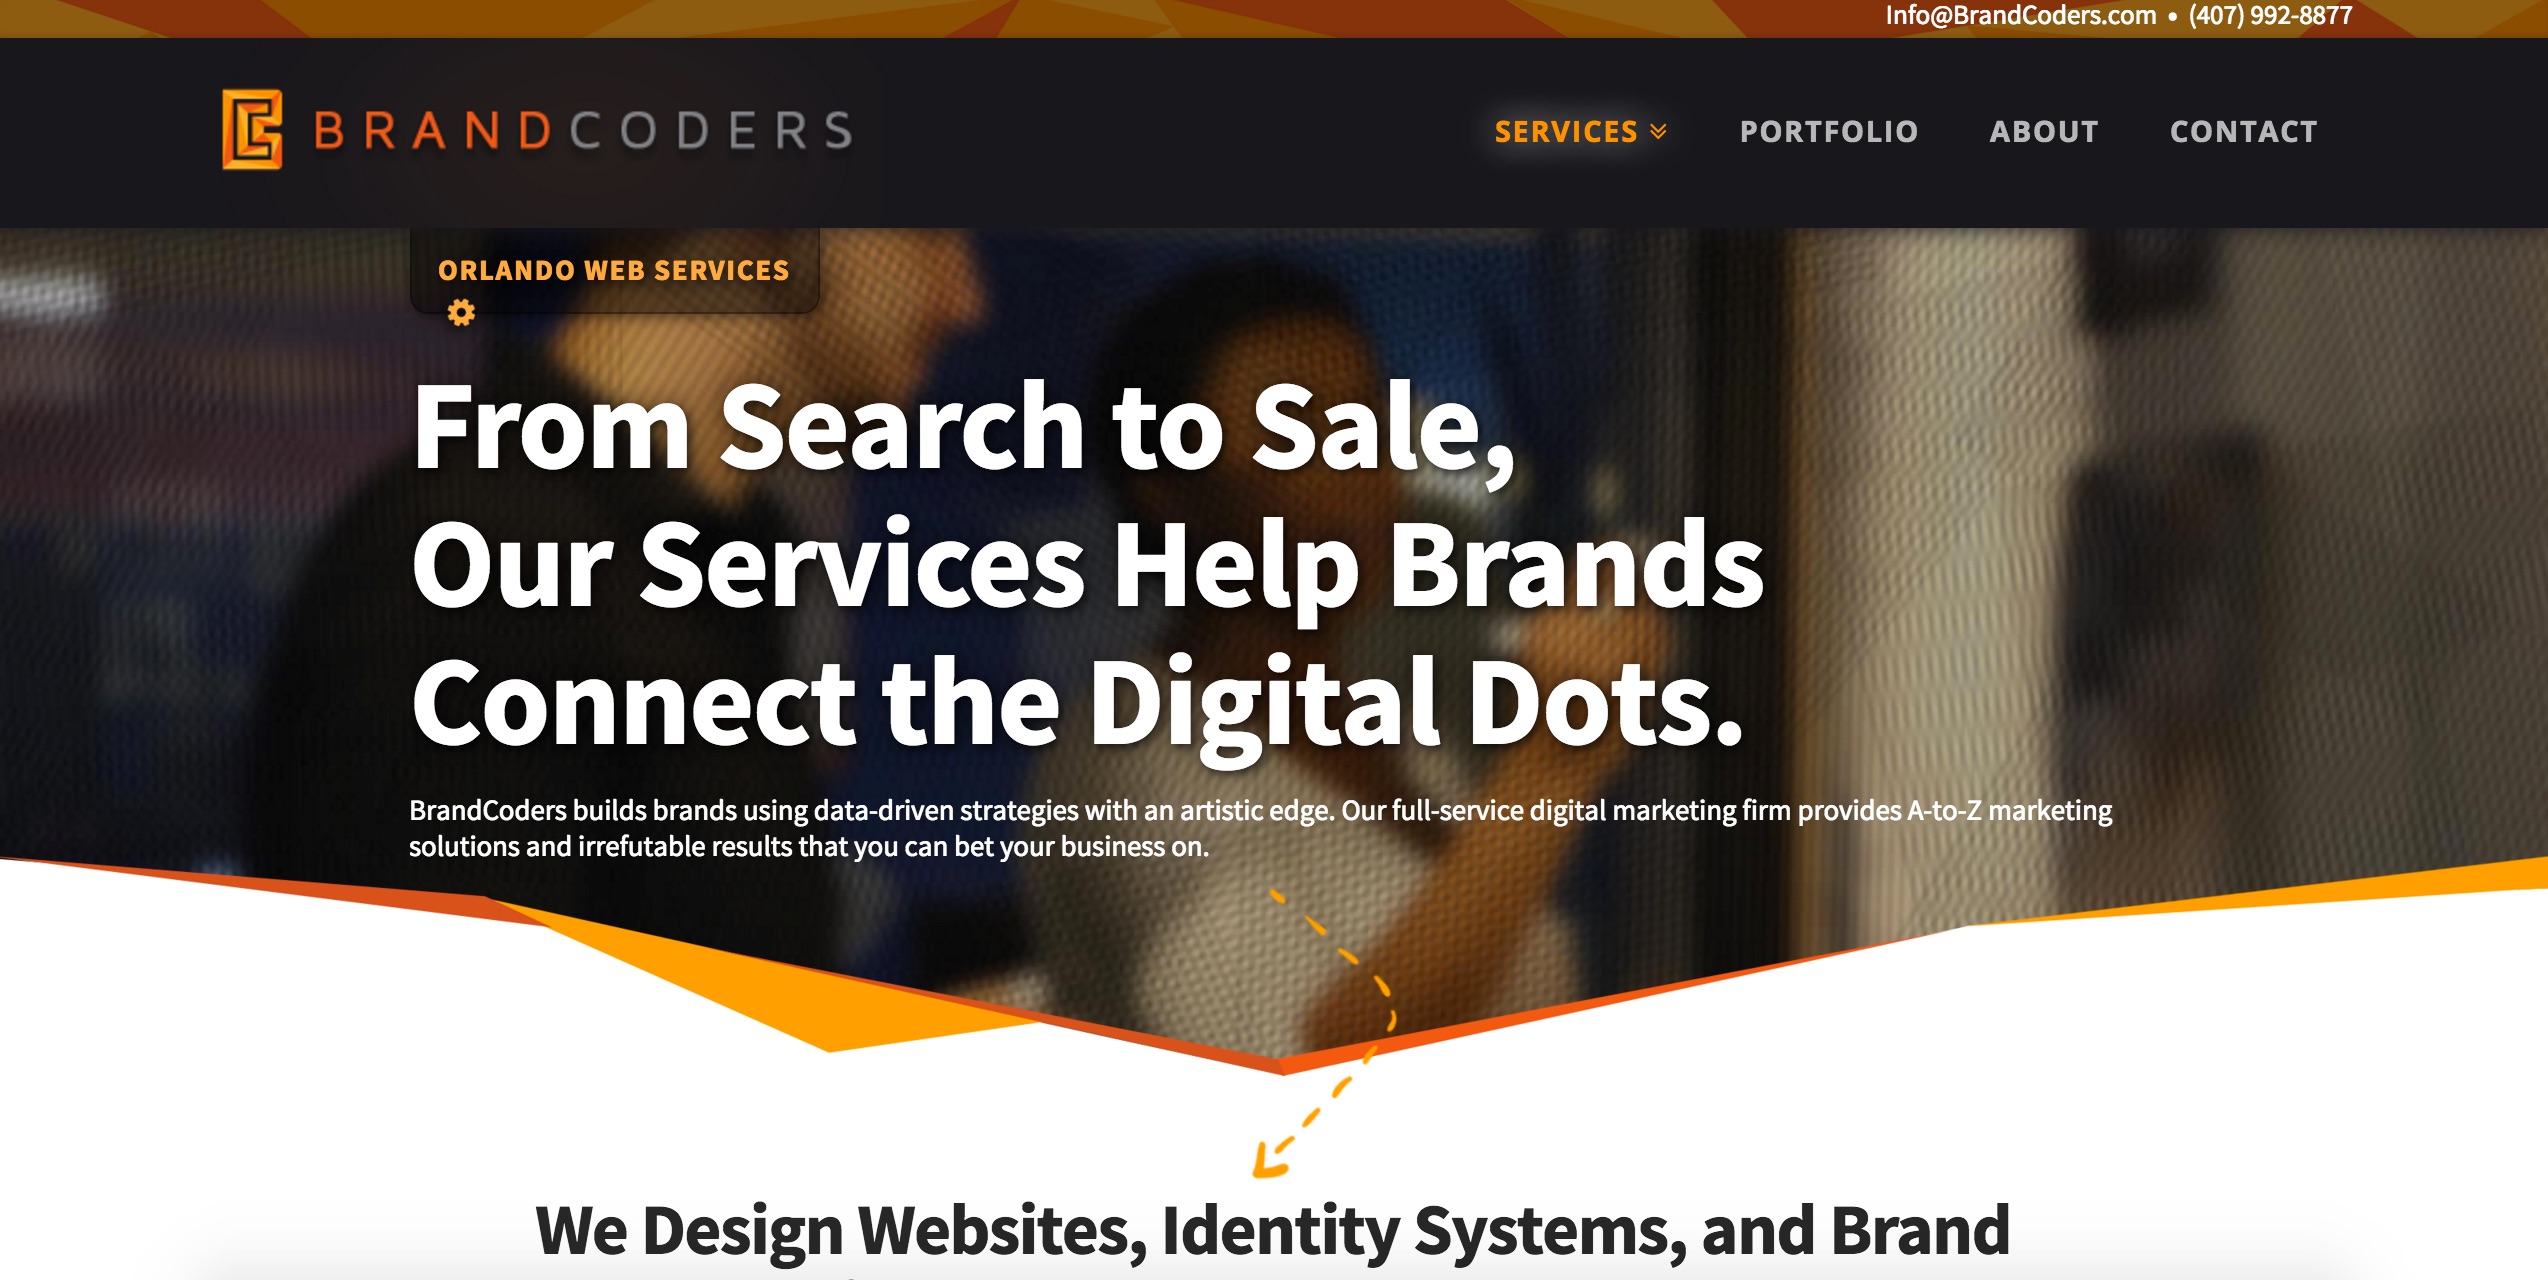 Info@BrandCoders.com • (407) 992-8877
BRANDCODERS
SERVICES PORTFOLIO ABOUT CONTACT
ORLANDO WEB SERVICES
From Search to Sale,
Our Services Help Brands
Connect the Digital Dots.
BrandCoders builds brands using data-driven strategies with an artistic edge. Our full-service digital marketing firm provides A-to-Z marketing
solutions and irrefutable results that you can bet your business on.
We Design Websites, Identity Systems, and Brand